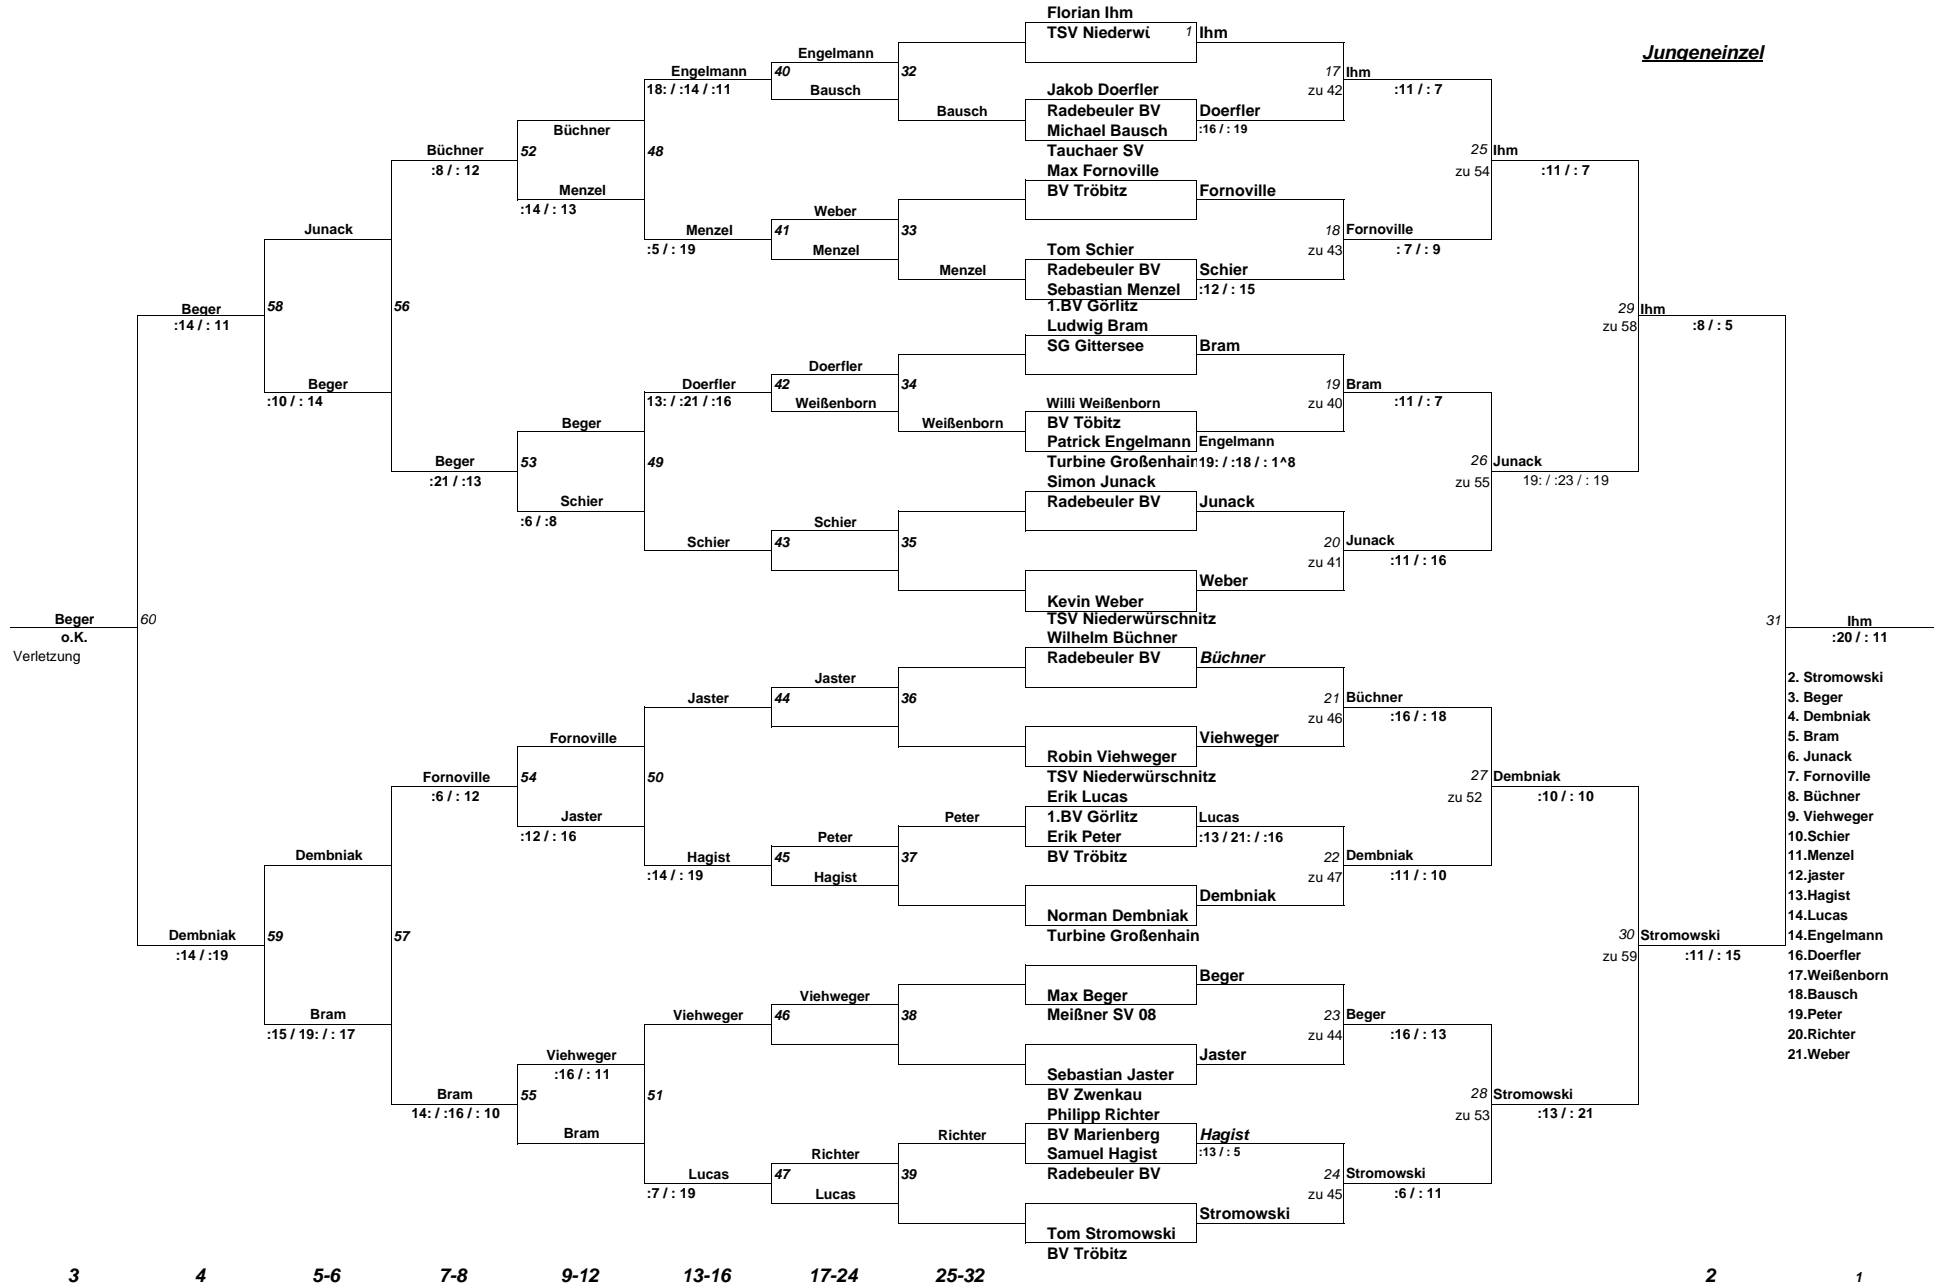 Jungeneinzel
Florian Ihm
TSV Niederwü
1 Ihm
Engelmann
Engelmann
40
32
17 Ihm
18: / :14 / :11
Bausch
Jakob Doerfler
zu 42
:11 / : 7
Bausch
Radebeuler BV
Doerfler
Büchner
Michael Bausch
:16 / : 19
Büchner
52
48
Tauchaer SV
25 Ihm
:8 / : 12
Max Fornoville
zu 54
:11 / : 7
Menzel
BV Tröbitz
Fornoville
:14 / : 13
Weber
Junack
Menzel
41
33
18 Fornoville
:5 / : 19
Menzel
Tom Schier
zu 43
: 7 / : 9
Menzel
Radebeuler BV
Schier
Sebastian Menzel
:12 / : 15
Beger
58
56
1.BV Görlitz
29 Ihm
:14 / : 11
Ludwig Bram
zu 58
:8 / : 5
SG Gittersee
Bram
Doerfler
Beger
Doerfler
42
34
19 Bram
:10 / : 14
13: / :21 / :16
Weißenborn
Willi Weißenborn
zu 40
:11 / : 7
Beger
Weißenborn
BV Töbitz
Patrick Engelmann
Engelmann
Beger
53
49
Turbine Großenhain
19: / :18 / : 1^8
26 Junack
:21 / :13
Simon Junack
zu 55
19: / :23 / : 19
Schier
Radebeuler BV
Junack
:6 / :8
Schier
Schier
43
35
20 Junack
zu 41
:11 / : 16
Weber
Kevin Weber
Beger
60
TSV Niederwürschnitz
31
Ihm
o.K.
Wilhelm Büchner
:20 / : 11
Verletzung
Radebeuler BV
Büchner
Jaster
2. Stromowski
Jaster
44
36
21 Büchner
3. Beger
zu 46
:16 / : 18
4. Dembniak
Fornoville
Viehweger
5. Bram
Robin Viehweger
6. Junack
Fornoville
54
50
TSV Niederwürschnitz
27 Dembniak
7. Fornoville
:6 / : 12
Erik Lucas
zu 52
:10 / : 10
8. Büchner
Jaster
Peter
1.BV Görlitz
Lucas
9. Viehweger
:12 / : 16
Peter
Erik Peter
:13 / 21: / :16
10.Schier
Dembniak
Hagist
45
37
BV Tröbitz
22 Dembniak
11.Menzel
:14 / : 19
Hagist
zu 47
:11 / : 10
12.jaster
Dembniak
13.Hagist
Norman Dembniak
14.Lucas
Dembniak
59
57
Turbine Großenhain
30 Stromowski
14.Engelmann
:14 / :19
zu 59
:11 / : 15
16.Doerfler
Beger
17.Weißenborn
Viehweger
Max Beger
18.Bausch
Bram
Viehweger
46
38
Meißner SV 08
23 Beger
19.Peter
:15 / 19: / : 17
zu 44
:16 / : 13
20.Richter
Viehweger
Jaster
21.Weber
:16 / : 11
Sebastian Jaster
Bram
55
51
BV Zwenkau
28 Stromowski
14: / :16 / : 10
Philipp Richter
zu 53
:13 / : 21
Bram
Richter
BV Marienberg
Hagist
Richter
Samuel Hagist
:13 / : 5
Lucas
47
39
Radebeuler BV
24 Stromowski
:7 / : 19
Lucas
zu 45
:6 / : 11
Stromowski
Tom Stromowski
BV Tröbitz
3 4 5-6 7-8 9-12 13-16 17-24 25-32 2 1